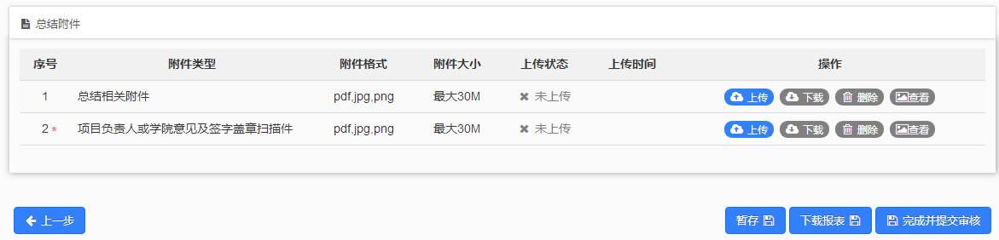 总结附件
序号 附件类型 附件格式 附件大小 上传状态 上传时间 操作
1 总结相关附件 pdf,jpg,png 最大30M 未上传 上传 下载 删除 查看
2 * 项目负责人或学院意见及签字盖章扫描件 pdf,jpg,png 最大30M 未上传 上传 下载 删除 查看
上一步 暂存 下载报表 完成并提交审核